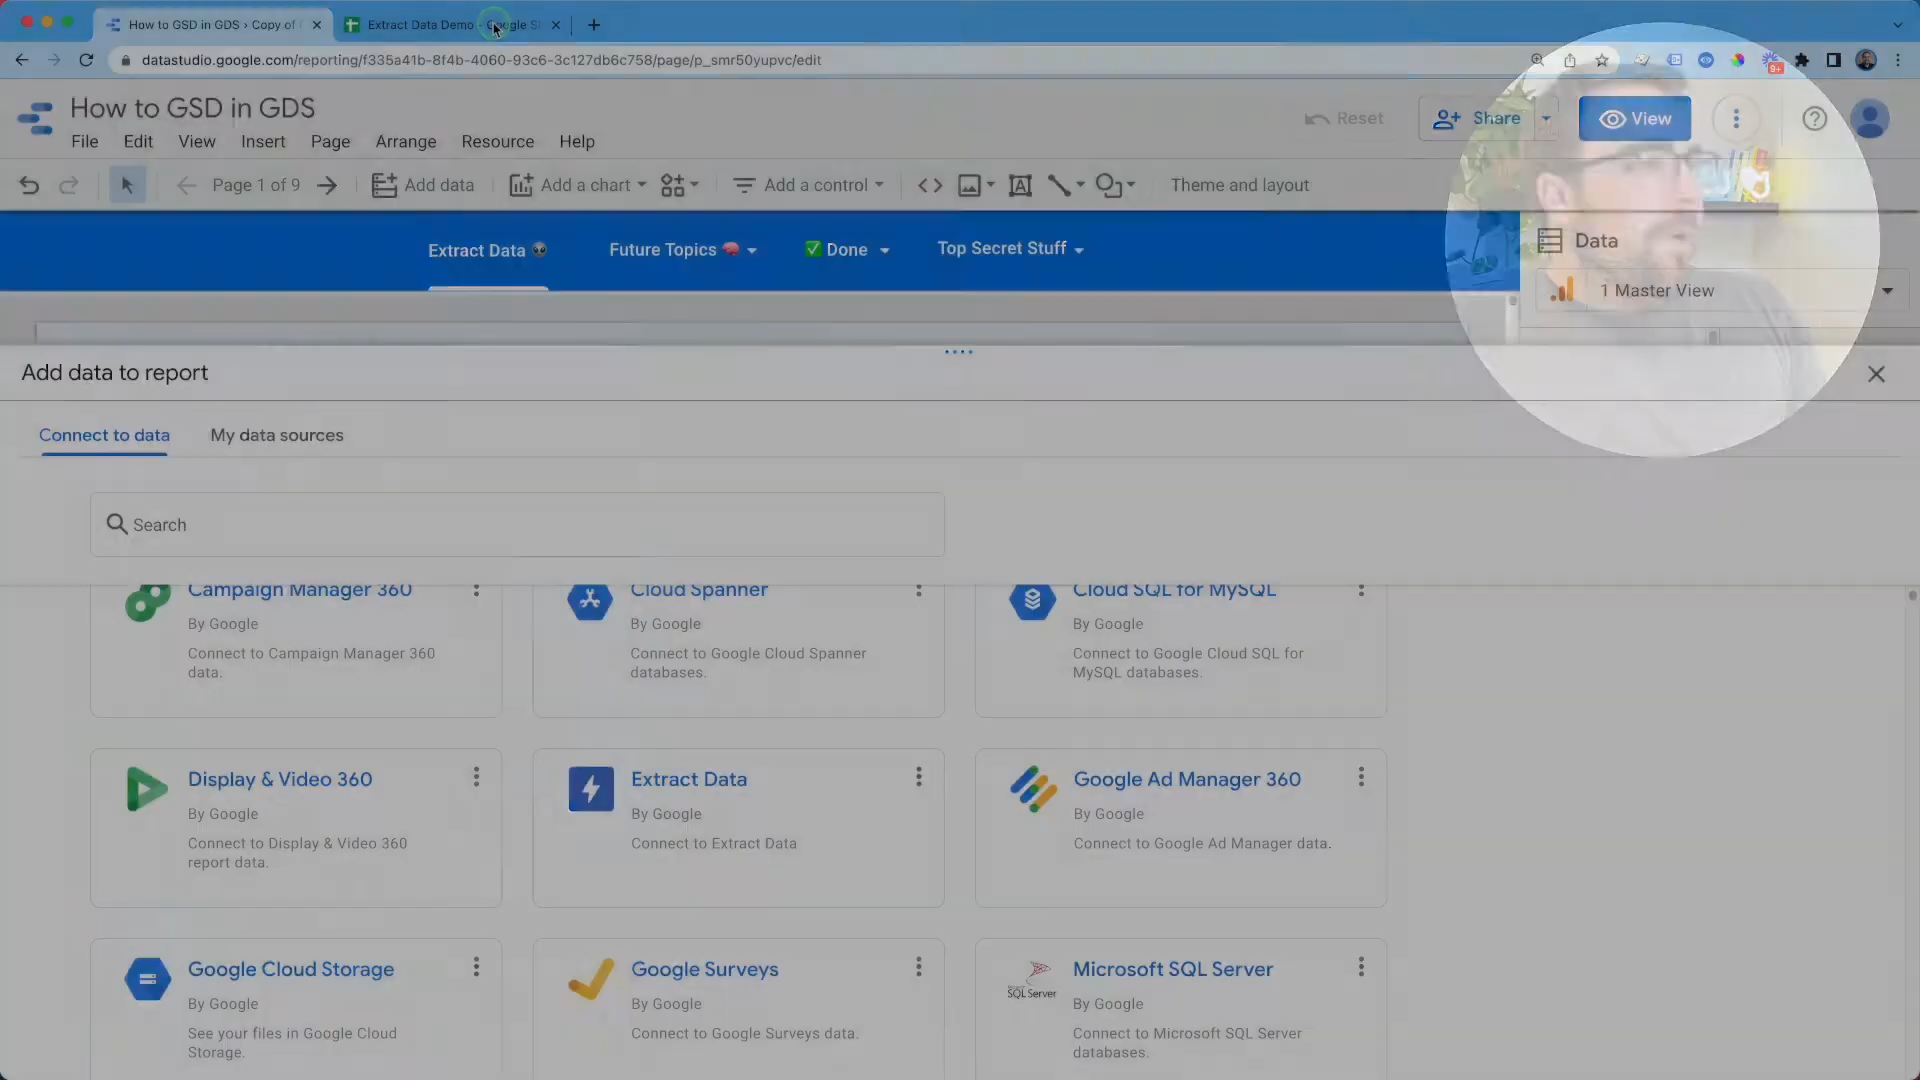 How to GSD in GDS › Copy of
Extract Data Demo - Google S
datastudio.google.com/reporting/f335a41b-8f4b-4060-93c6-3c127db6c758/page/p_smr50yupvc/edit
9+
How to GSD in GDS
Reset
Share
View
File Edit View Insert Page Arrange Resource Help
Page 1 of 9
Add data
Add a chart
Add a control
Theme and layout
Extract Data
Future Topics
Done
Top Secret Stuff
Data
1 Master View
Add data to report
Connect to data
My data sources
Search
Campaign Manager 360
By Google
Connect to Campaign Manager 360
data.
Cloud Spanner
By Google
Connect to Google Cloud Spanner
databases.
Cloud SQL for MySQL
By Google
Connect to Google Cloud SQL for
MySQL databases.
Display & Video 360
By Google
Connect to Display & Video 360
report data.
Extract Data
By Google
Connect to Extract Data
Google Ad Manager 360
By Google
Connect to Google Ad Manager data.
Google Cloud Storage
By Google
See your files in Google Cloud
Storage.
Google Surveys
By Google
Connect to Google Surveys data.
SQL Server
Microsoft SQL Server
By Google
Connect to Microsoft SQL Server
databases.